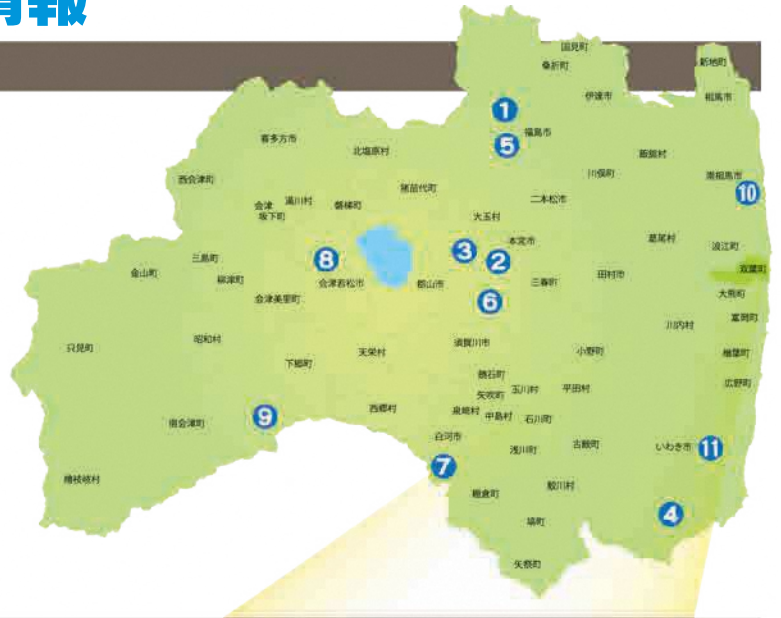 情報
国見町
桑折町
新地町
伊達市
相馬市
1
福島市
5
喜多方市
北塩原村
飯舘村
川俣町
南相馬市
10
西会津町
猪苗代町
二本松市
会津
坂下町
湯川村
磐梯町
大玉村
本宮市
葛尾村
浪江町
3
2
8
三島町
金山町
柳津町
会津若松市
郡山市
三春町
田村市
双葉町
大熊町
会津美里町
6
富岡町
川内村
昭和村
只見町
下郷町
天栄村
須賀川市
小野町
楢葉町
鏡石町
広野町
矢吹町
玉川村
平田村
西郷村
泉崎村
中島村
石川町
9
南会津町
白河市
浅川町
古殿町
いわき市
11
7
檜枝岐村
棚倉町
鮫川村
塙町
4
矢祭町